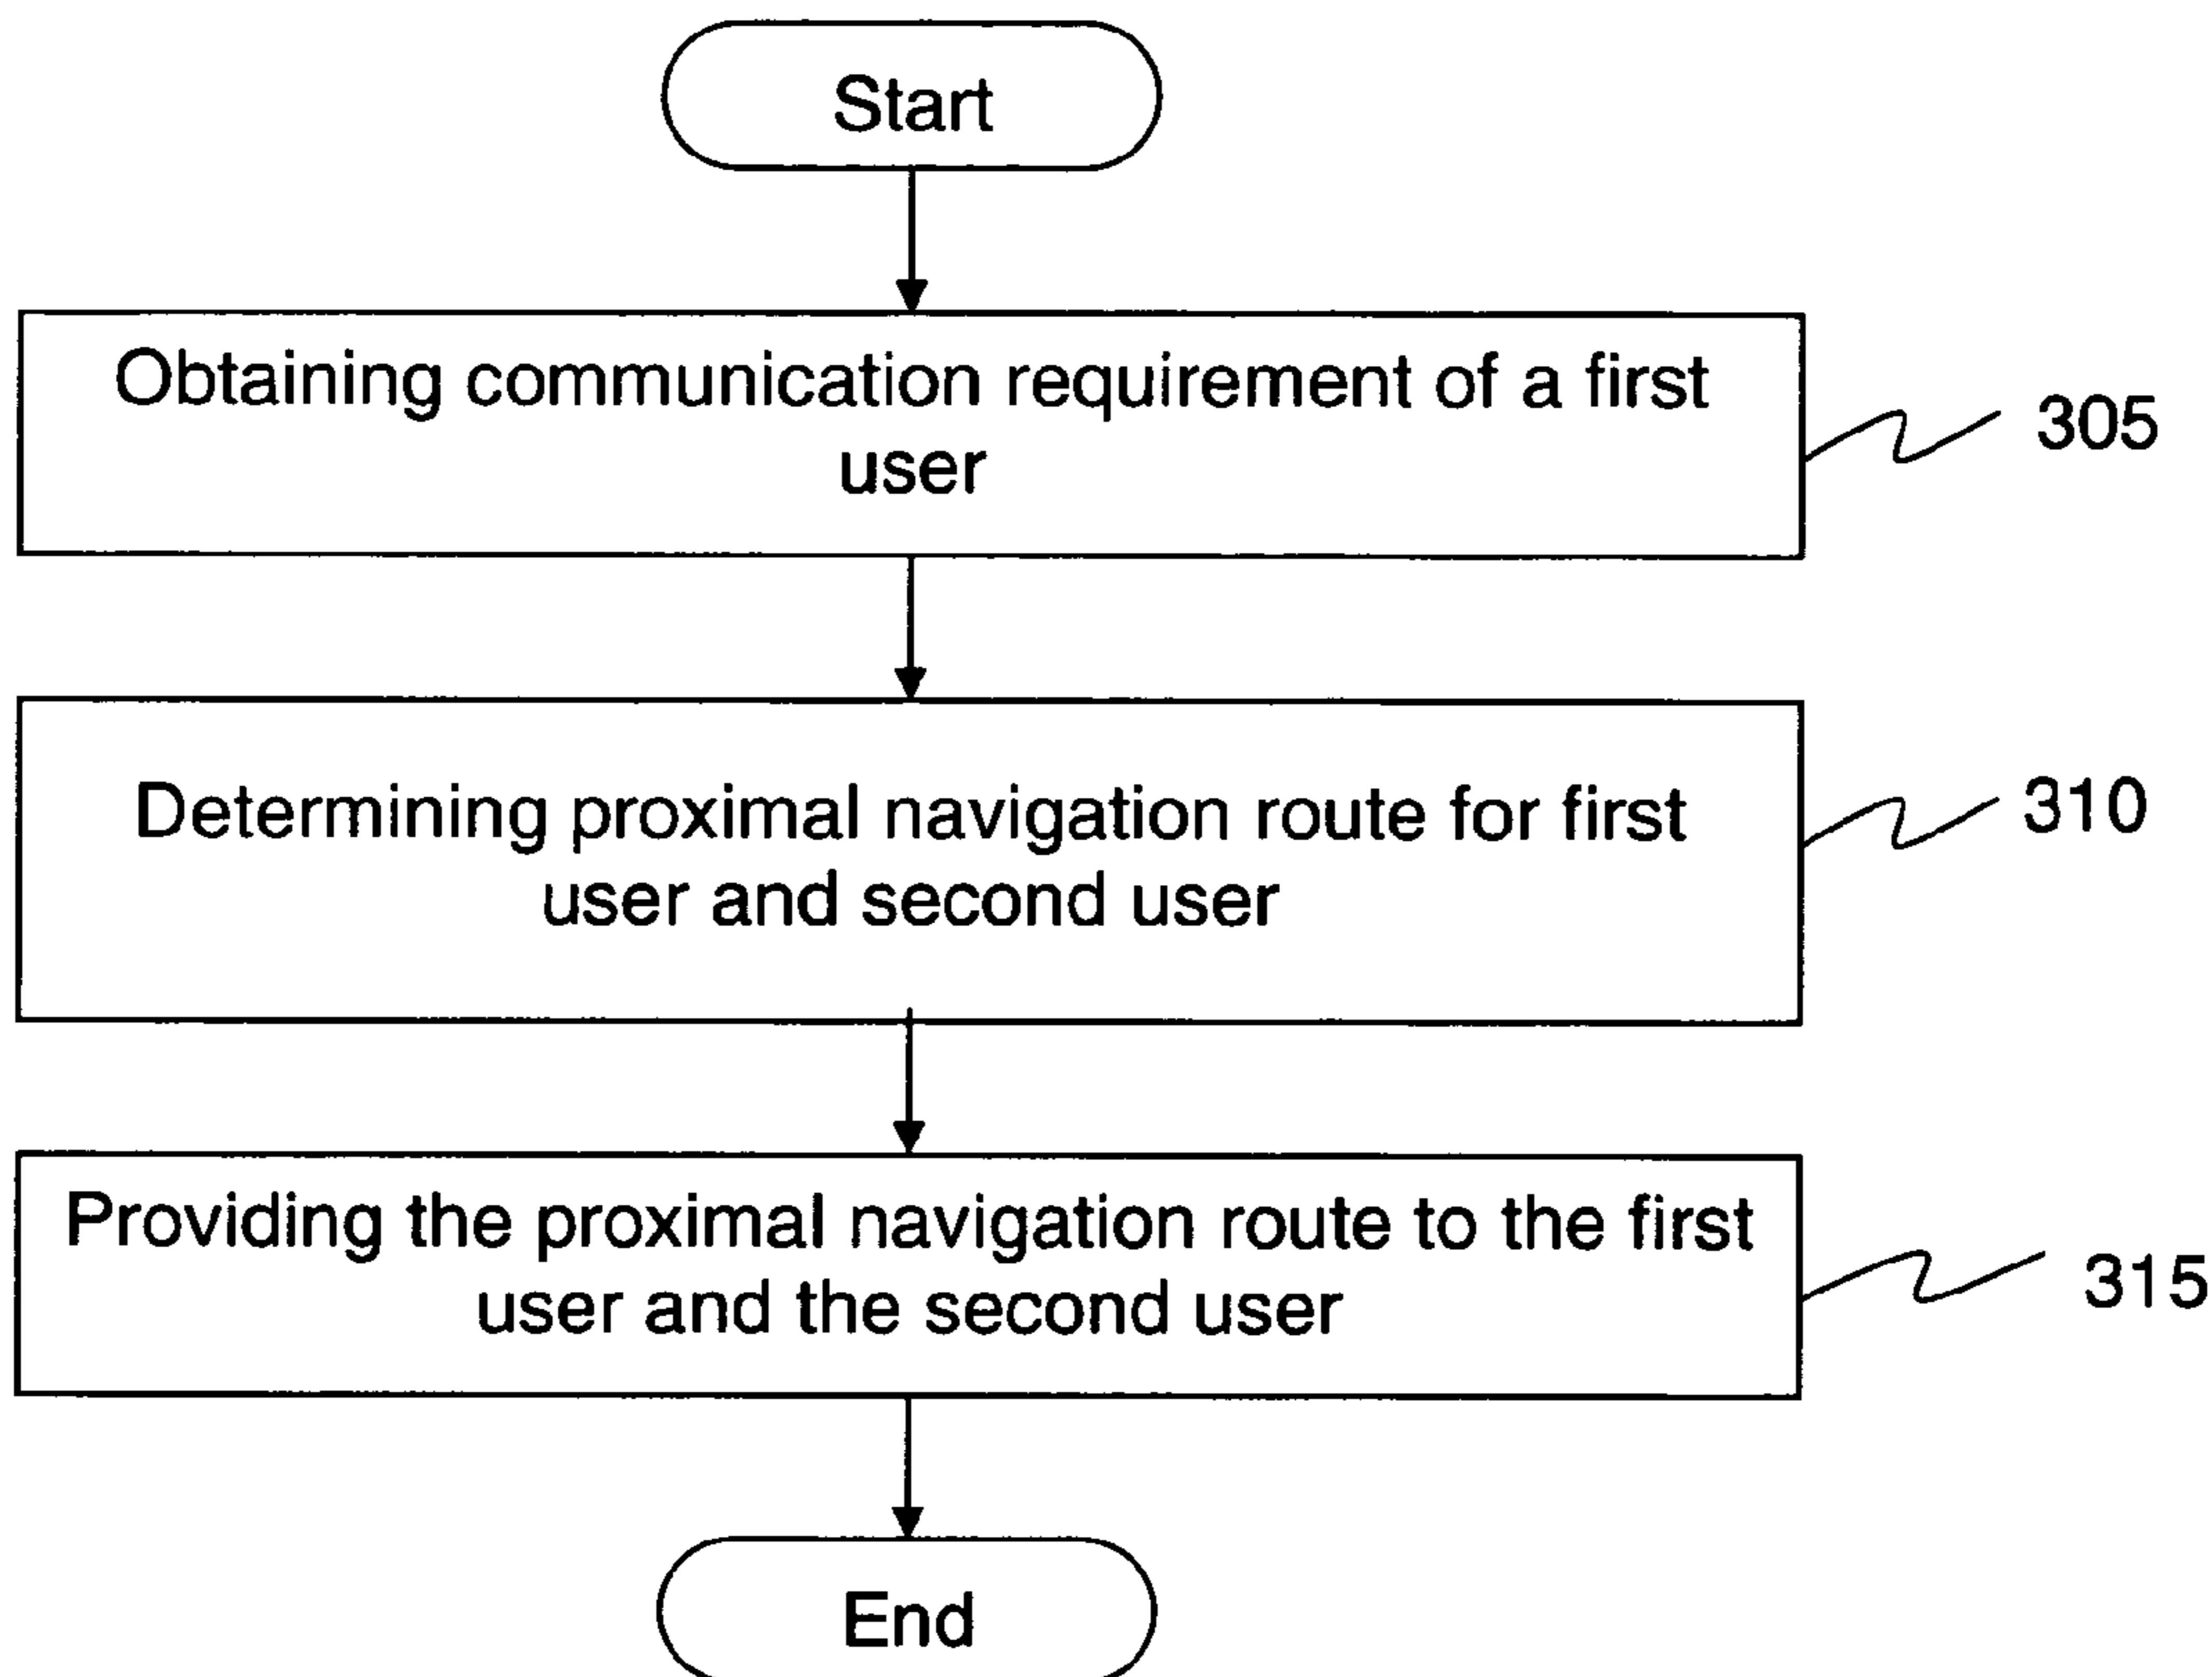 Start
Obtaining communication requirement of a first
user
305
Determining proximal navigation route for first
user and second user
310
Providing the proximal navigation route to the first
user and the second user
315
End